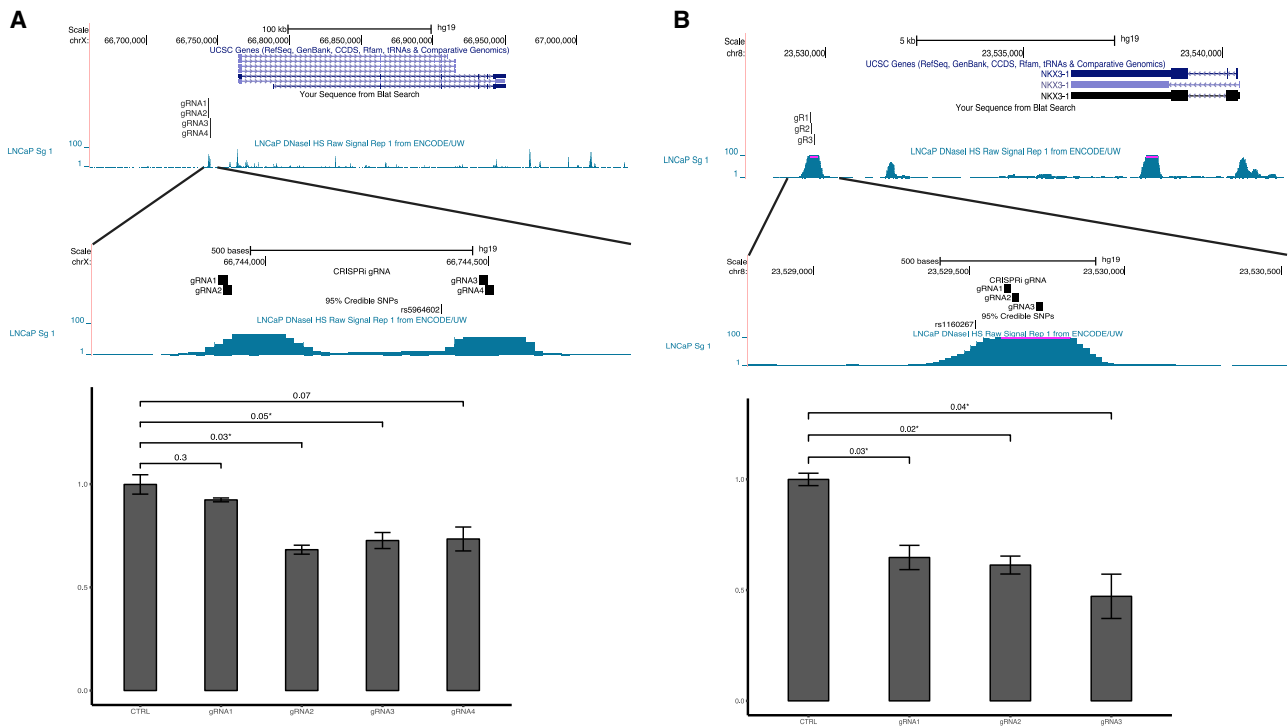 A
Scale
100 kb
hg19
chrX:
66,700,000
66,750,000
66,800,000
66,850,000
66,900,000
66,950,000
67,000,000
UCSC Genes (RefSeq, GenBank, CCDS, Rfam, tRNAs & Comparative Genomics)
Your Sequence from Blat Search
gRNA1
gRNA2
gRNA3
gRNA4
LNCaP DNaseI HS Raw Signal Rep 1 from ENCODE/UW
LNCaP Sg 1
100
1
Scale
500 bases
hg19
chrX:
66,744,000
66,744,500
CRISPRi gRNA
gRNA1
gRNA2
gRNA3
gRNA4
95% Credible SNPs
rs5964602
LNCaP DNaseI HS Raw Signal Rep 1 from ENCODE/UW
LNCaP Sg 1
100
1
0.07
0.05*
0.03*
0.3
1.0
0.5
0.0
CTRL
gRNA1
gRNA2
gRNA3
gRNA4
B
Scale
5 kb
hg19
chr8:
23,530,000
23,535,000
23,540,000
UCSC Genes (RefSeq, GenBank, CCDS, Rfam, tRNAs & Comparative Genomics)
NKX3-1
NKX3-1
NKX3-1
Your Sequence from Blat Search
gR1
gR2
gR3
LNCaP DNaseI HS Raw Signal Rep 1 from ENCODE/UW
LNCaP Sg 1
100
1
Scale
500 bases
hg19
chr8:
23,529,000
23,529,500
23,530,000
23,530,500
CRISPRi gRNA
gRNA1
gRNA2
gRNA3
95% Credible SNPs
rs1160267
LNCaP DNaseI HS Raw Signal Rep 1 from ENCODE/UW
LNCaP Sg 1
100
1
0.04*
0.02*
0.03*
1.0
0.5
0.0
CTRL
gRNA1
gRNA2
gRNA3